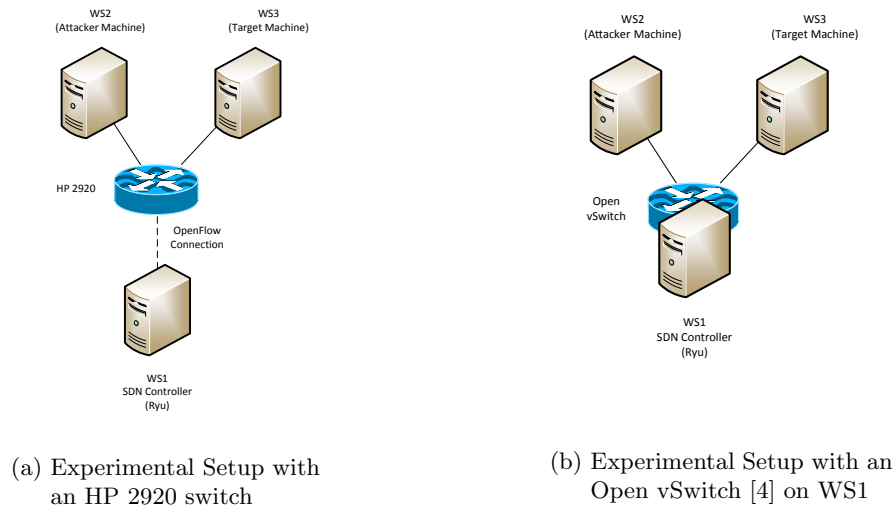 WS2
(Attacker Machine)
WS3
(Target Machine)
HP 2920
OpenFlow
Connection
WS1
SDN Controller
(Ryu)
(a) Experimental Setup with
an HP 2920 switch
WS2
(Attacker Machine)
WS3
(Target Machine)
Open
vSwitch
WS1
SDN Controller
(Ryu)
(b) Experimental Setup with an
Open vSwitch [4] on WS1